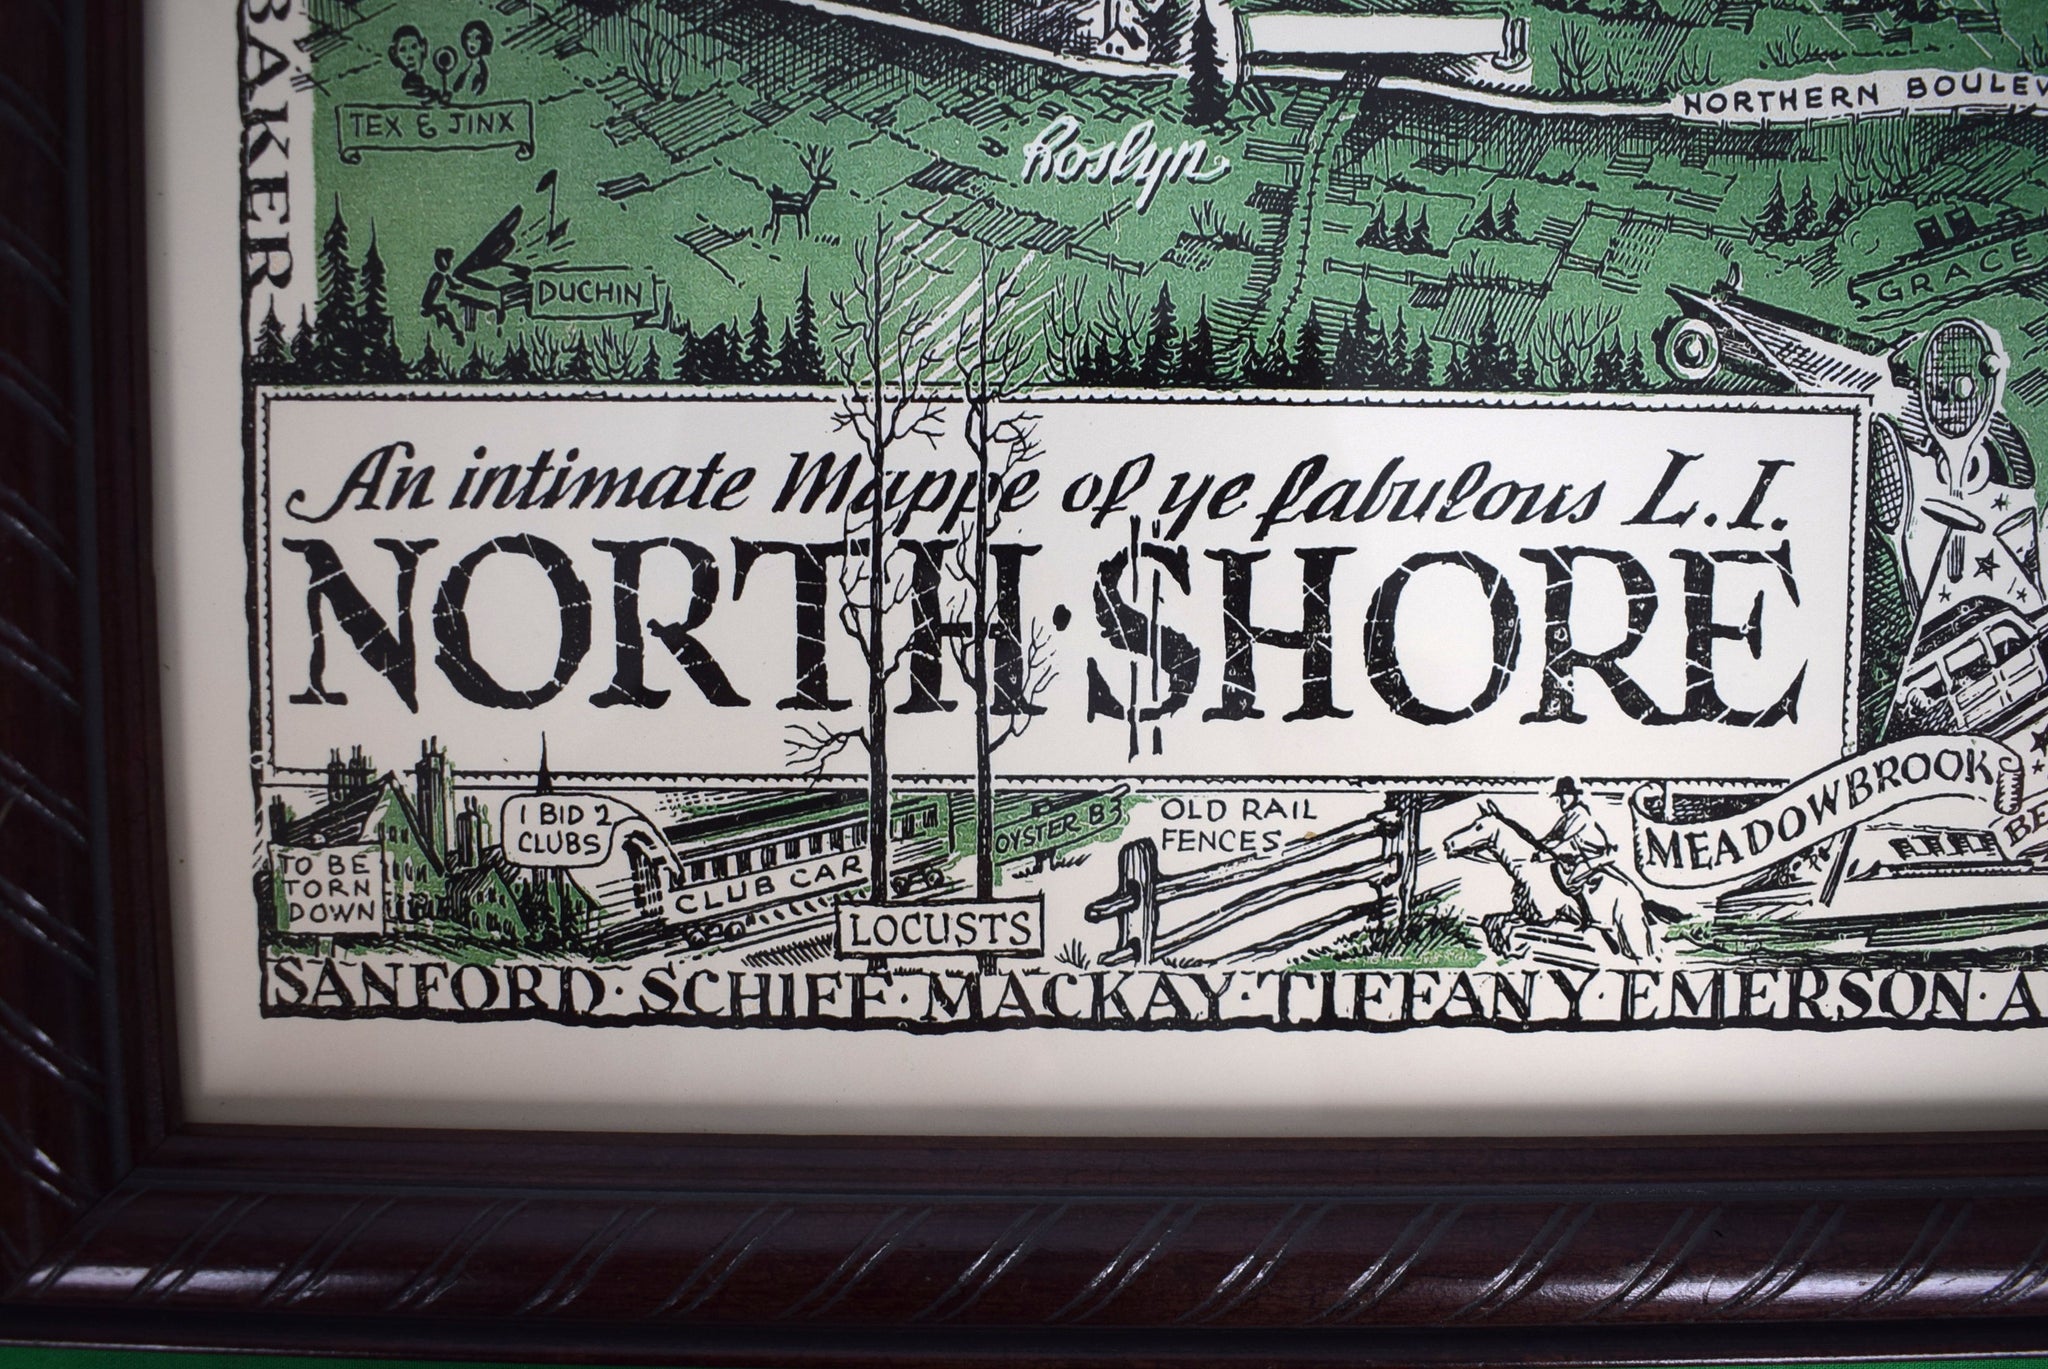 BAKER
TEX & JINX
NORTHERN BOULEV
Roslyn
DUCHIN
GRACE
An intimate Mappe of ye fabulous L.I.
NORTH · $HORE
I BID 2
CLUBS
TO BE
TORN
DOWN
CLUB CAR
OYSTER B
LOCUSTS
OLD RAIL
FENCES
MEADOWBROOK
BE
SANFORD · SCHIFF · MACKAY · TIFFANY · EMERSON · A